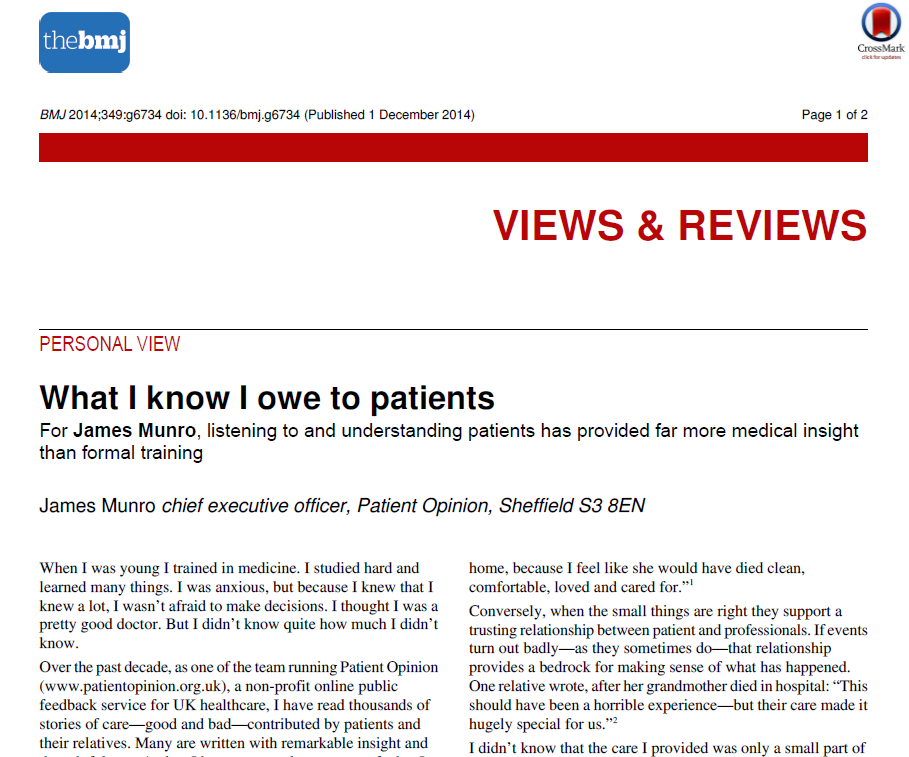 thebmj
CrossMark
click for updates
BMJ 2014;349:g6734 doi: 10.1136/bmj.g6734 (Published 1 December 2014)
Page 1 of 2
VIEWS & REVIEWS
PERSONAL VIEW
What I know I owe to patients
For James Munro, listening to and understanding patients has provided far more medical insight
than formal training
James Munro chief executive officer, Patient Opinion, Sheffield S3 8EN
When I was young I trained in medicine. I studied hard and
learned many things. I was anxious, but because I knew that I
knew a lot, I wasn’t afraid to make decisions. I thought I was a
pretty good doctor. But I didn’t know quite how much I didn’t
know.
Over the past decade, as one of the team running Patient Opinion
(www.patientopinion.org.uk), a non-profit online public
feedback service for UK healthcare, I have read thousands of
stories of care—good and bad—contributed by patients and
their relatives. Many are written with remarkable insight and
home, because I feel like she would have died clean,
comfortable, loved and cared for.”1
Conversely, when the small things are right they support a
trusting relationship between patient and professionals. If events
turn out badly—as they sometimes do—that relationship
provides a bedrock for making sense of what has happened.
One relative wrote, after her grandmother died in hospital: “This
should have been a horrible experience—but their care made it
hugely special for us.”2
I didn’t know that the care I provided was only a small part of